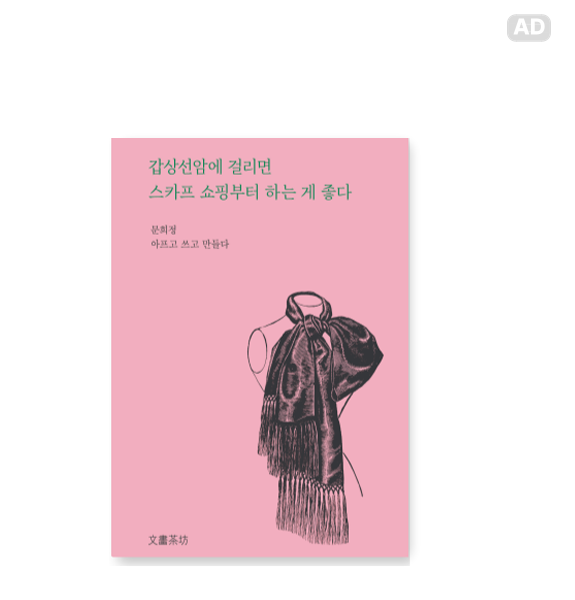 AD
갑상선암에 걸리면
스카프 쇼핑부터 하는 게 좋다
문희정
아프고 쓰고 만들다
文畵茶坊